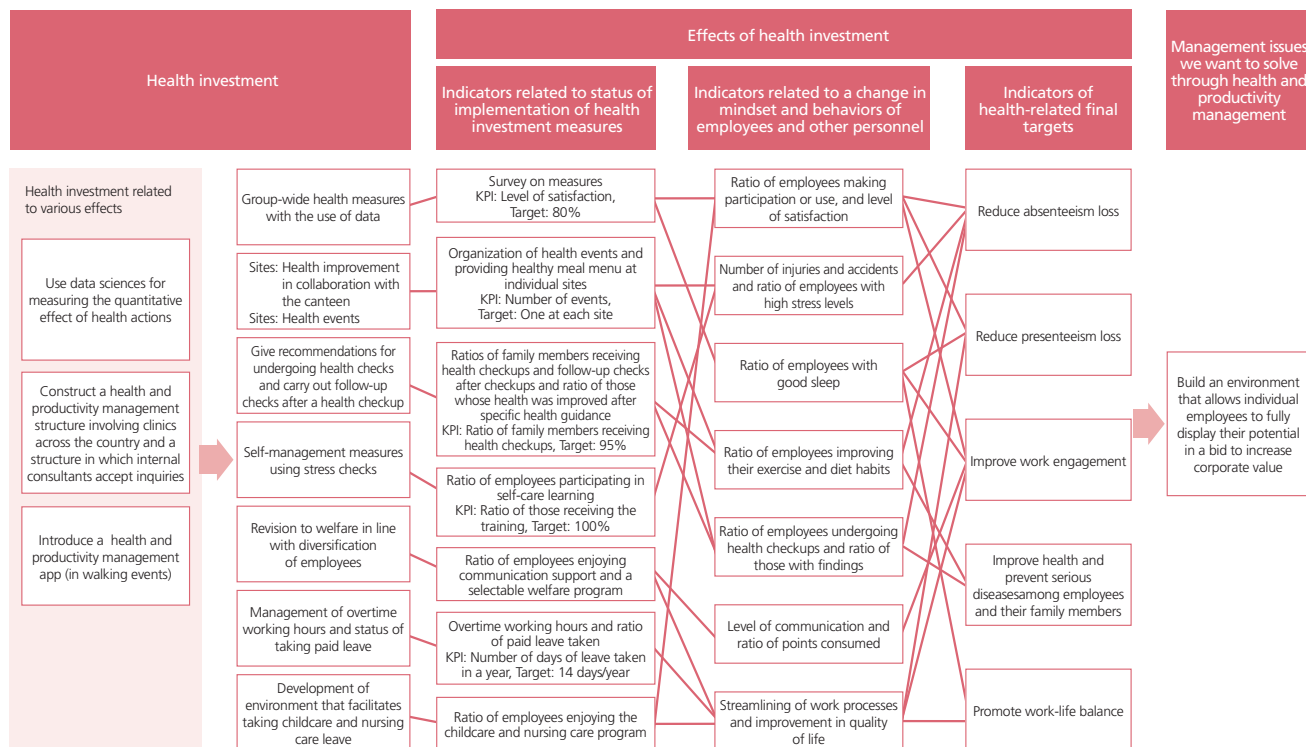 Health investment
Effects of health investment
Management issues
we want to solve
through health and
productivity
management
Indicators related to status of
implementation of health
investment measures
Indicators related to a change in
mindset and behaviors of
employees and other personnel
Indicators of
health-related final
targets
Health investment related
to various effects
Use data sciences for
measuring the quantitative
effect of health actions
Construct a health and
productivity management
structure involving clinics
across the country and a
structure in which internal
consultants accept inquiries
Introduce a health and
productivity management
app (in walking events)
Group-wide health measures
with the use of data
Sites: Health improvement
in collaboration with
the canteen
Sites: Health events
Give recommendations for
undergoing health checks
and carry out follow-up
checks after a health checkup
Self-management measures
using stress checks
Revision to welfare in line
with diversification
of employees
Management of overtime
working hours and status of
taking paid leave
Development of
environment that facilitates
taking childcare and nursing
care leave
Survey on measures
KPI: Level of satisfaction,
Target: 80%
Organization of health events and
providing healthy meal menu at
individual sites
KPI: Number of events,
Target: One at each site
Ratios of family members receiving
health checkups and follow-up checks
after checkups and ratio of those
whose health was improved after
specific health guidance
KPI: Ratio of family members receiving
health checkups, Target: 95%
Ratio of employees participating in
self-care learning
KPI: Ratio of those receiving the
training, Target: 100%
Ratio of employees enjoying
communication support and a
selectable welfare program
Overtime working hours and ratio
of paid leave taken
KPI: Number of days of leave taken
in a year, Target: 14 days/year
Ratio of employees enjoying the
childcare and nursing care program
Ratio of employees making
participation or use, and level
of satisfaction
Number of injuries and accidents
and ratio of employees with
high stress levels
Ratio of employees with
good sleep
Ratio of employees improving
their exercise and diet habits
Ratio of employees undergoing
health checkups and ratio of
those with findings
Level of communication and
ratio of points consumed
Streamlining of work processes
and improvement in quality
of life
Reduce absenteeism loss
Reduce presenteeism loss
Improve work engagement
Improve health and
prevent serious
diseasesamong employees
and their family members
Promote work-life balance
Build an environment
that allows individual
employees to fully
display their potential
in a bid to increase
corporate value